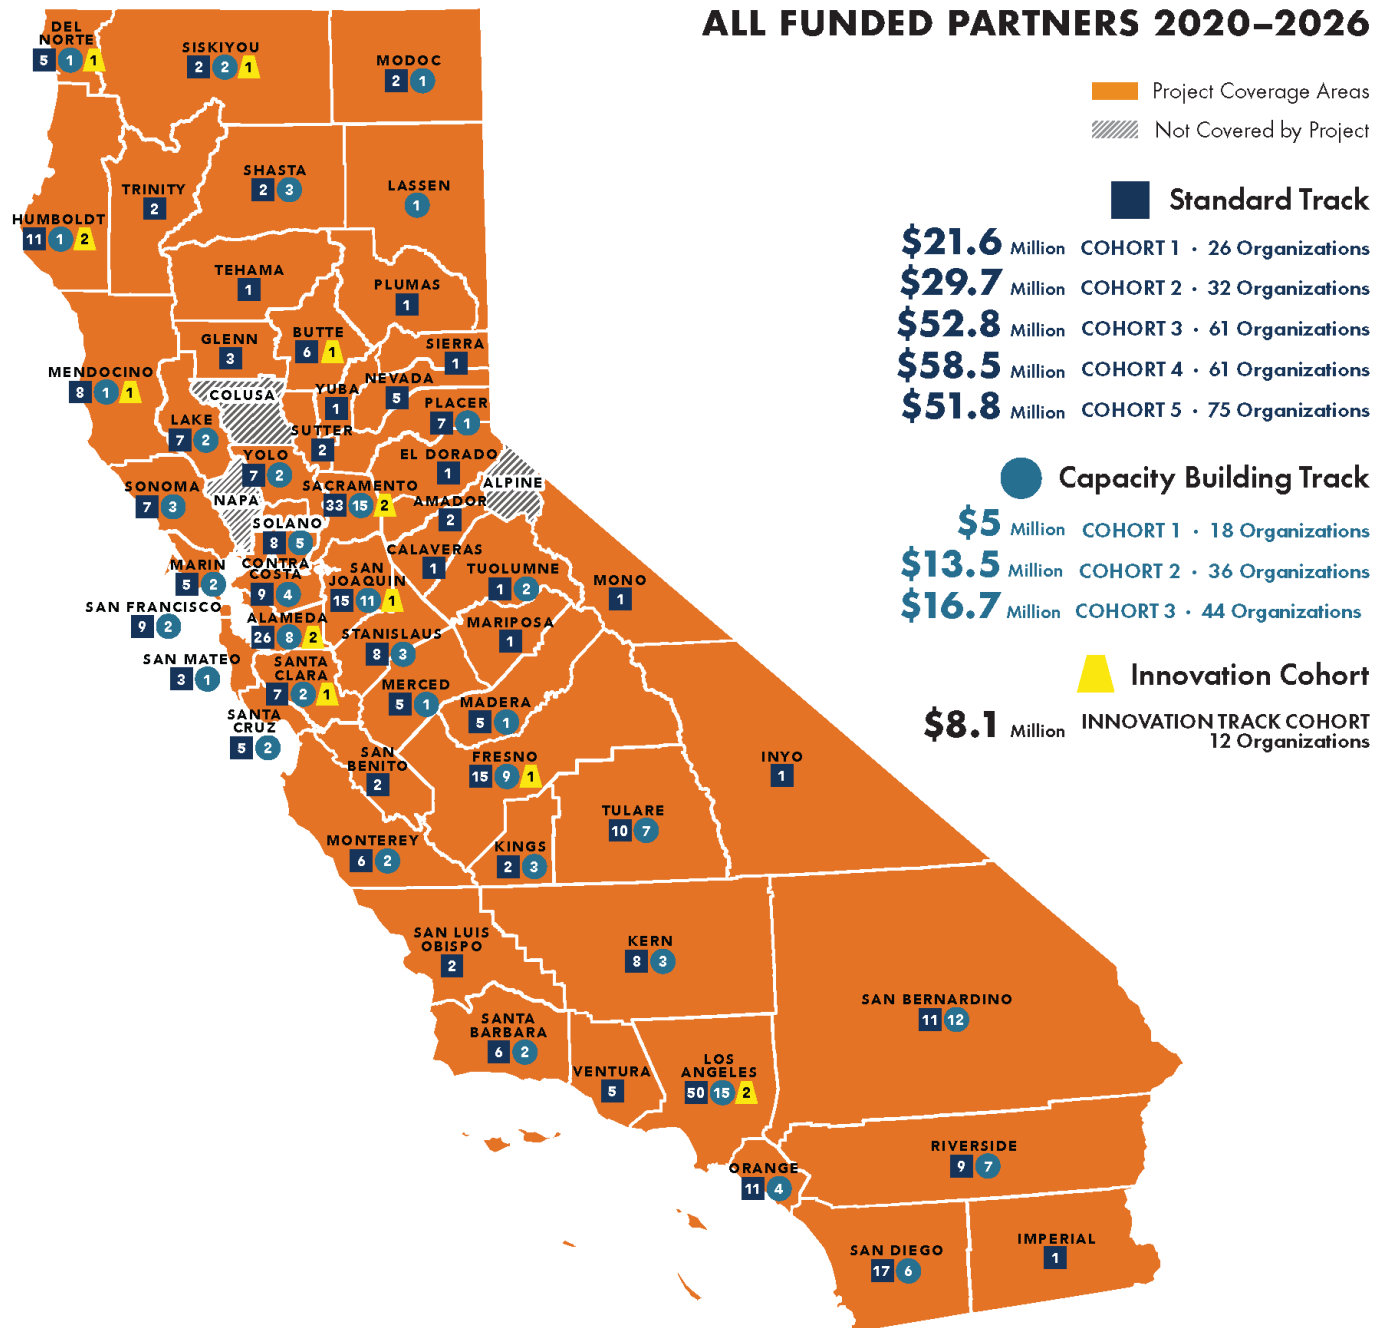 ALL FUNDED PARTNERS 2020–2026
Project Coverage Areas
Not Covered by Project
Standard Track
$21.6 Million COHORT 1 · 26 Organizations
$29.7 Million COHORT 2 · 32 Organizations
$52.8 Million COHORT 3 · 61 Organizations
$58.5 Million COHORT 4 · 61 Organizations
$51.8 Million COHORT 5 · 75 Organizations
Capacity Building Track
$5 Million COHORT 1 · 18 Organizations
$13.5 Million COHORT 2 · 36 Organizations
$16.7 Million COHORT 3 · 44 Organizations
Innovation Cohort
$8.1 Million INNOVATION TRACK COHORT
12 Organizations
DEL
NORTE
5 1 1
SISKIYOU
2 2 1
MODOC
2 1
HUMBOLDT
11 1 2
TRINITY
2
SHASTA
2 3
LASSEN
1
TEHAMA
1
PLUMAS
1
MENDOCINO
8 1 1
GLENN
3
BUTTE
6 1
SIERRA
1
COLUSA
YUBA
1
NEVADA
5
PLACER
7 1
LAKE
7 2
SUTTER
2
YOLO
7 2
EL DORADO
1
ALPINE
SONOMA
7 3
NAPA
SACRAMENTO
33 15 2
AMADOR
2
SOLANO
8 5
CALAVERAS
1
TUOLUMNE
1 2
MONO
1
MARIN
5 2
CONTRA
COSTA
9 4
SAN
JOAQUIN
15 11 1
SAN FRANCISCO
9 2
ALAMEDA
26 8 2
STANISLAUS
8 3
MARIPOSA
1
SAN MATEO
3 1
SANTA
CLARA
7 2 1
MERCED
5 1
MADERA
5 1
SANTA
CRUZ
5 2
SAN
BENITO
2
FRESNO
15 9 1
INYO
1
TULARE
10 7
MONTEREY
6 2
KINGS
2 3
SAN LUIS
OBISPO
2
KERN
8 3
SAN BERNARDINO
11 12
SANTA
BARBARA
6 2
VENTURA
5
LOS
ANGELES
50 15 2
ORANGE
11 4
RIVERSIDE
9 7
SAN DIEGO
17 6
IMPERIAL
1